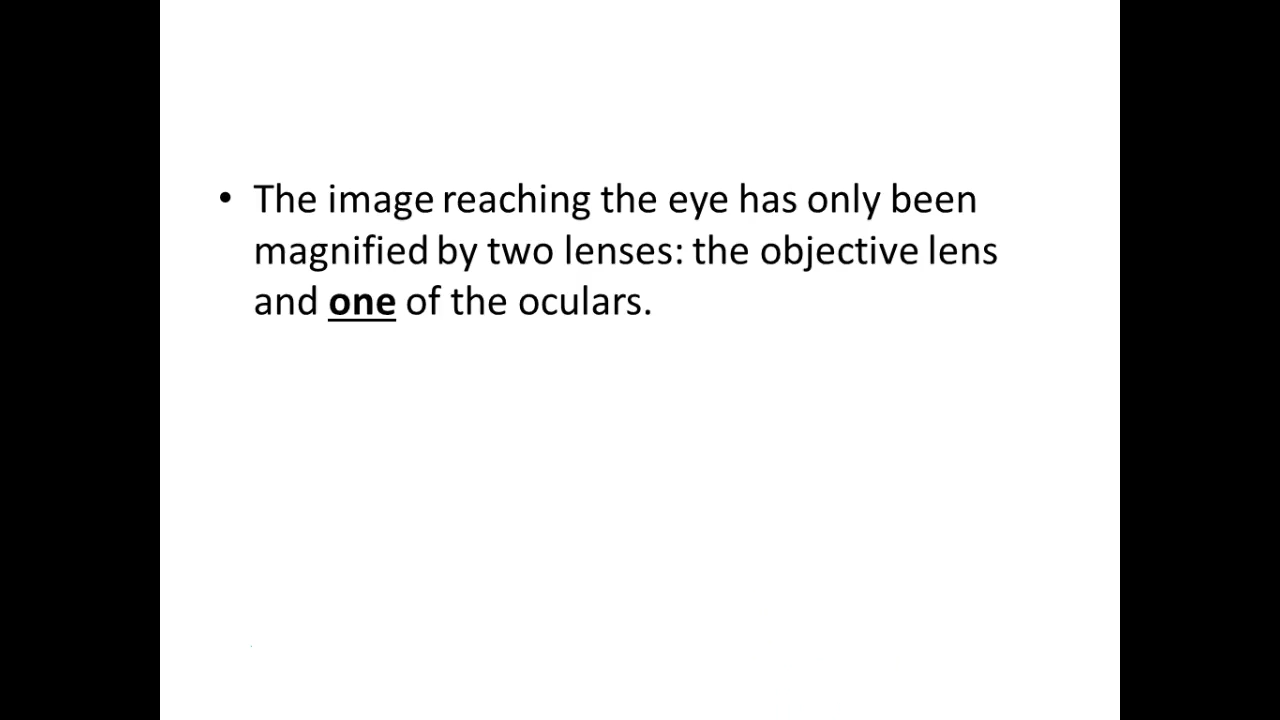 • The image reaching the eye has only been
magnified by two lenses: the objective lens
and one of the oculars.